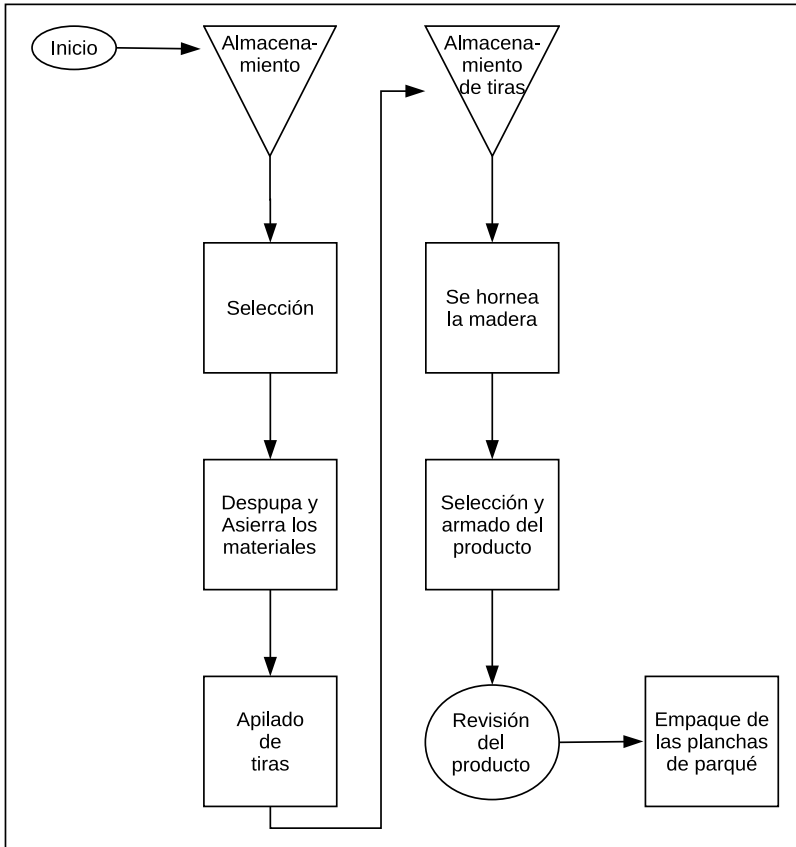 Inicio
Almacena-
miento
Selección
Despupa y
Asierra los
materiales
Apilado
de
tiras
Almacena-
miento
de tiras
Se hornea
la madera
Selección y
armado del
producto
Revisión
del
producto
Empaque de
las planchas
de parqué